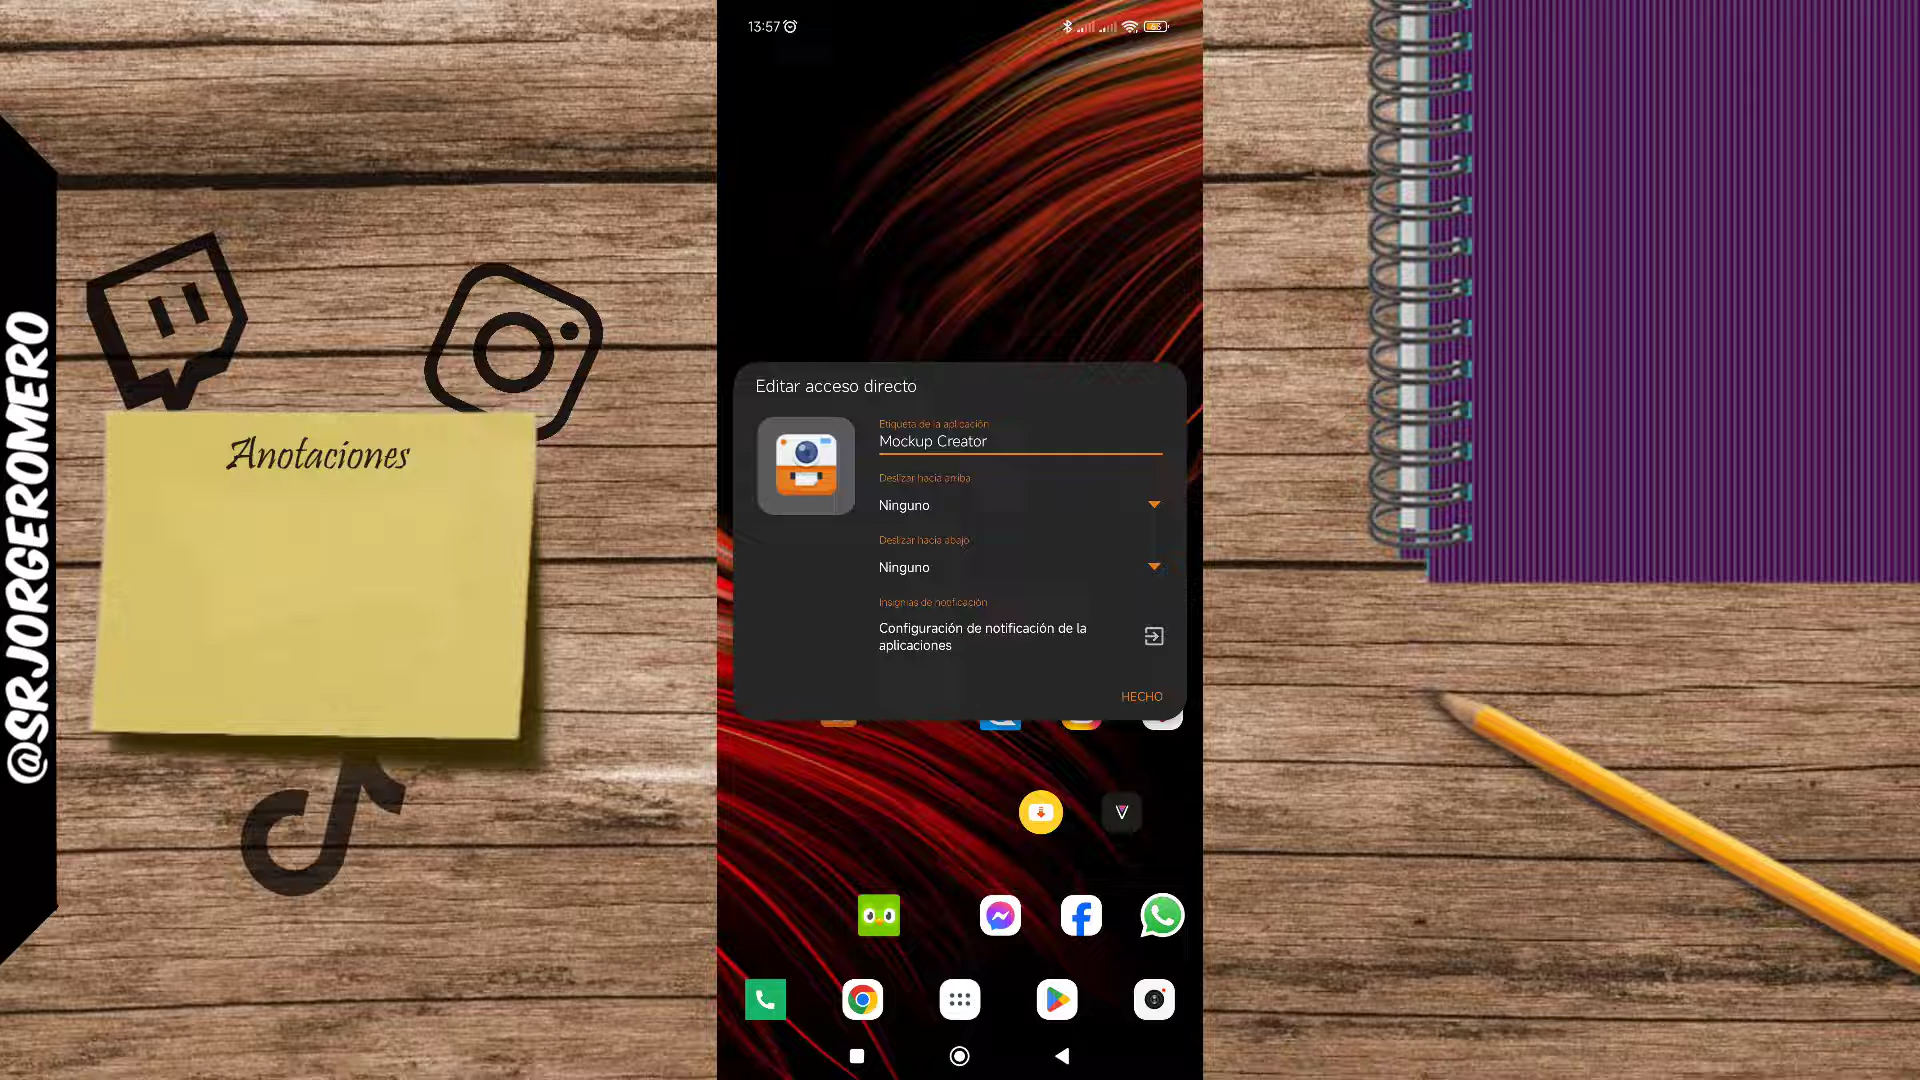 @SRJORGEROMERO
Anotaciones
13:57
63
Editar acceso directo
Etiqueta de la aplicación
Mockup Creator
Deslizar hacia arriba
Ninguno
Deslizar hacia abajo
Ninguno
Insignias de notificación
Configuración de notificación de la
aplicaciones
HECHO